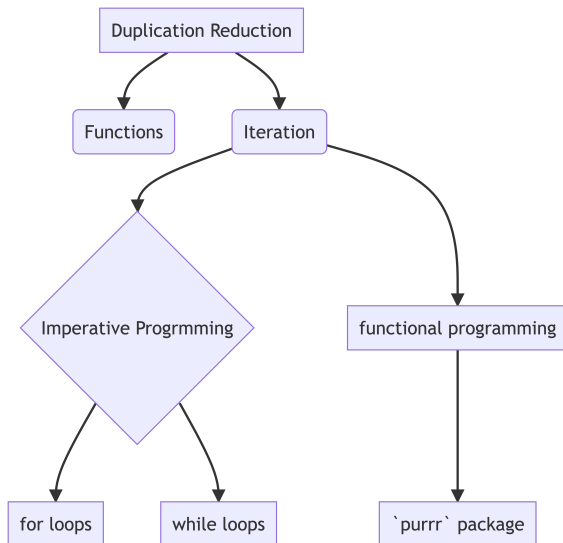 Duplication Reduction
Functions
Iteration
Imperative Progrmming
functional programming
for loops
while loops
`purrr` package